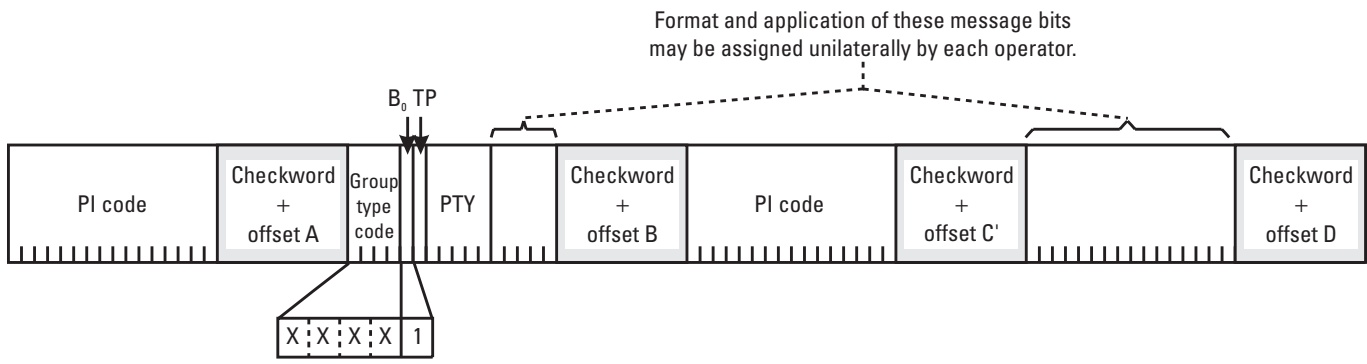 Format and application of these message bits
may be assigned unilaterally by each operator.
B₀ TP
PI code
Checkword
+
offset A
Group
type
code
PTY
Checkword
+
offset B
PI code
Checkword
+
offset C'
Checkword
+
offset D
X X X X 1